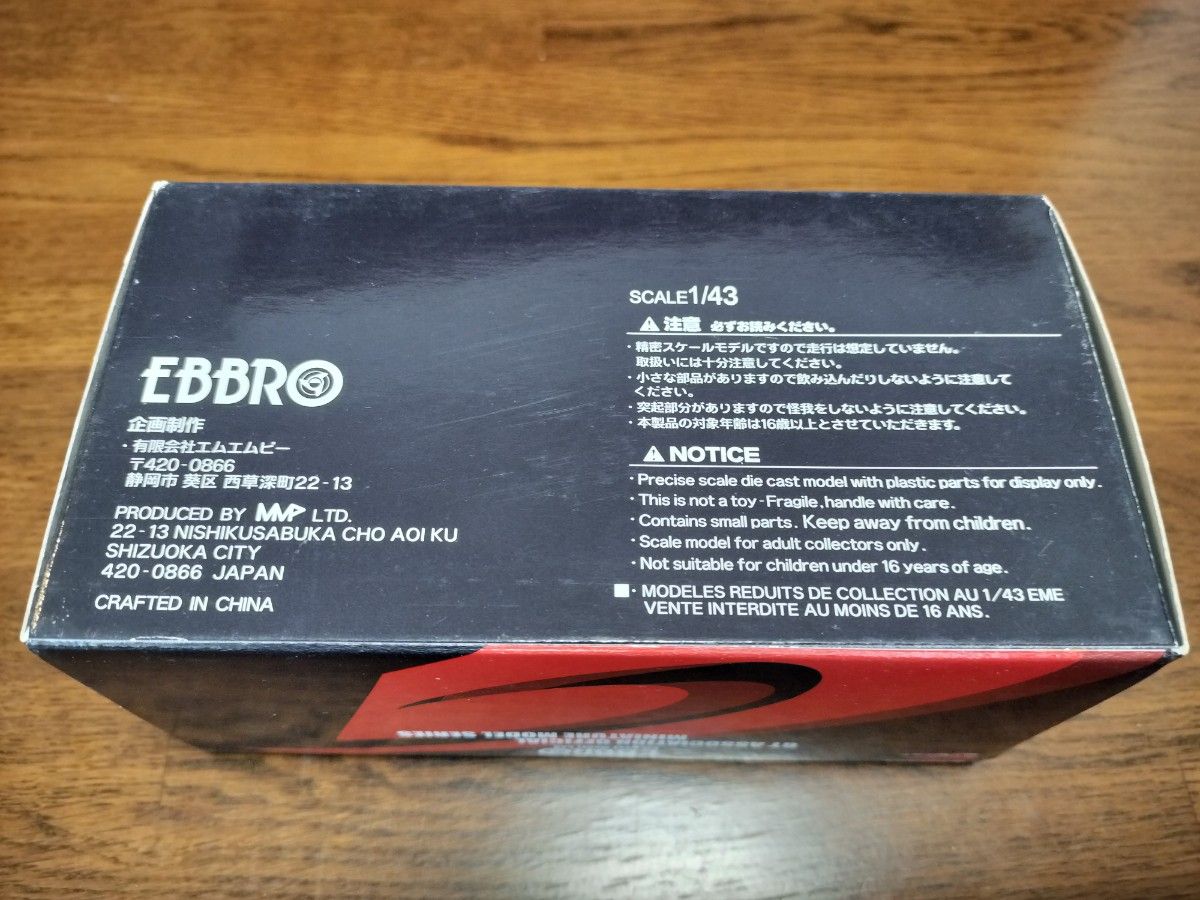 EBBRO
企画制作
・有限会社エムエムピー
〒420-0866
静岡市 葵区 西草深町22-13
PRODUCED BY MMP LTD.
22-13 NISHIKUSABUKA CHO AOI KU
SHIZUOKA CITY
420-0866 JAPAN
CRAFTED IN CHINA
SCALE1/43
⚠注意 必ずお読みください。
・精密スケールモデルですので走行は想定していません。
取扱いには十分注意してください。
・小さな部品がありますので飲み込んだりしないように注意して
ください。
・突起部分がありますので怪我をしないように注意してください。
・本製品の対象年齢は16歳以上とさせていただきます。
⚠NOTICE
・Precise scale die cast model with plastic parts for display only.
・This is not a toy-Fragile,handle with care.
・Contains small parts. Keep away from children.
・Scale model for adult collectors only.
・Not suitable for children under 16 years of age.
■・MODELES REDUITS DE COLLECTION AU 1/43 EME
VENTE INTERDITE AU MOINS DE 16 ANS.
MINIATURE MODEL SERIES